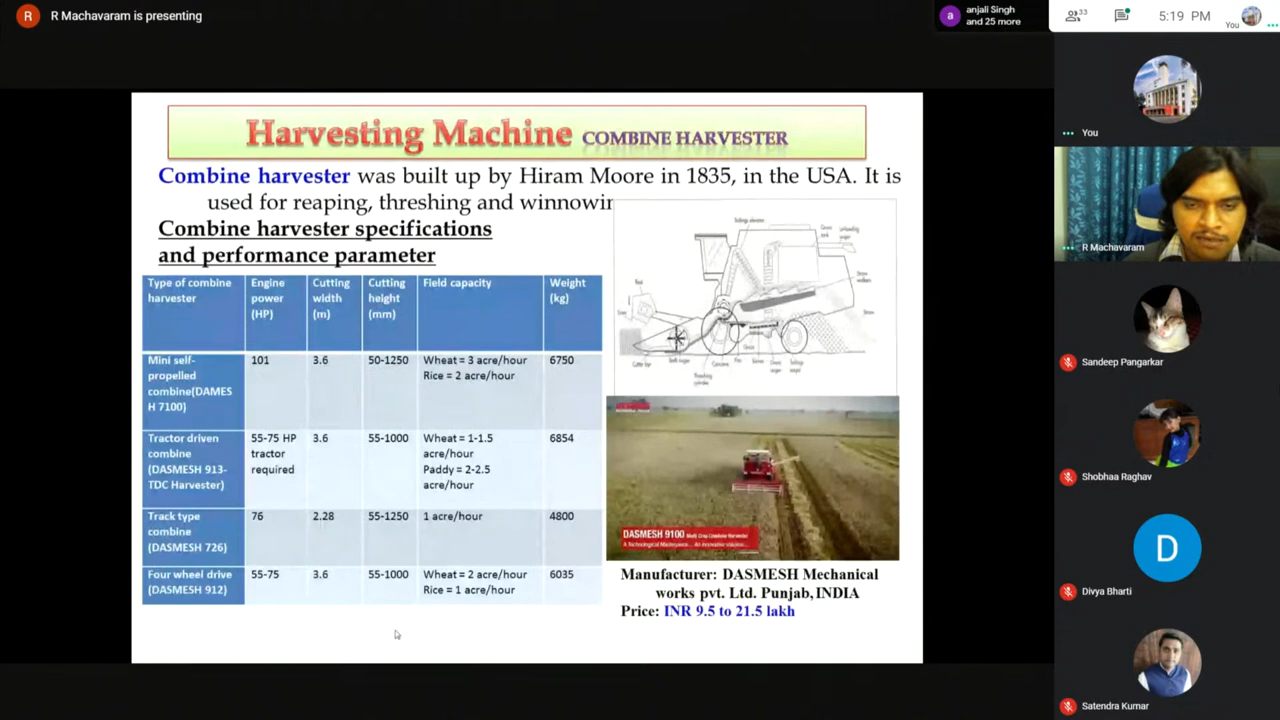 R R Machavaram is presenting
a anjali Singh
and 25 more
33
5:19 PM
You
Harvesting Machine COMBINE HARVESTER
Combine harvester was built up by Hiram Moore in 1835, in the USA. It is
used for reaping, threshing and
Combine harvester specifications
and performance parameter
Type of combine harvester Engine power (HP) Cutting width (m) Cutting height (mm) Field capacity Weight (kg)
Mini self-
propelled
combine(DAMES
H 7100)
101
3.6
50-1250
Wheat = 3 acre/hour
Rice = 2 acre/hour
6750
Tractor driven
combine
(DASMESH 913-
TDC Harvester)
55-75 HP
tractor
required
3.6
55-1000
Wheat = 1-1.5
acre/hour
Paddy = 2-2.5
acre/hour
6854
Track type
combine
(DASMESH 726)
76
2.28
55-1250
1 acre/hour
4800
Four wheel drive
(DASMESH 912)
55-75
3.6
55-1000
Wheat = 2 acre/hour
Rice = 1 acre/hour
6035
DASMESH 9100 Multi Crop Combine Harvester
Manufacturer: DASMESH Mechanical
works pvt. Ltd. Punjab,INDIA
Price: INR 9.5 to 21.5 lakh
You
R Machavaram
Sandeep Pangarkar
Shobhaa Raghav
D
Divya Bharti
Satendra Kumar